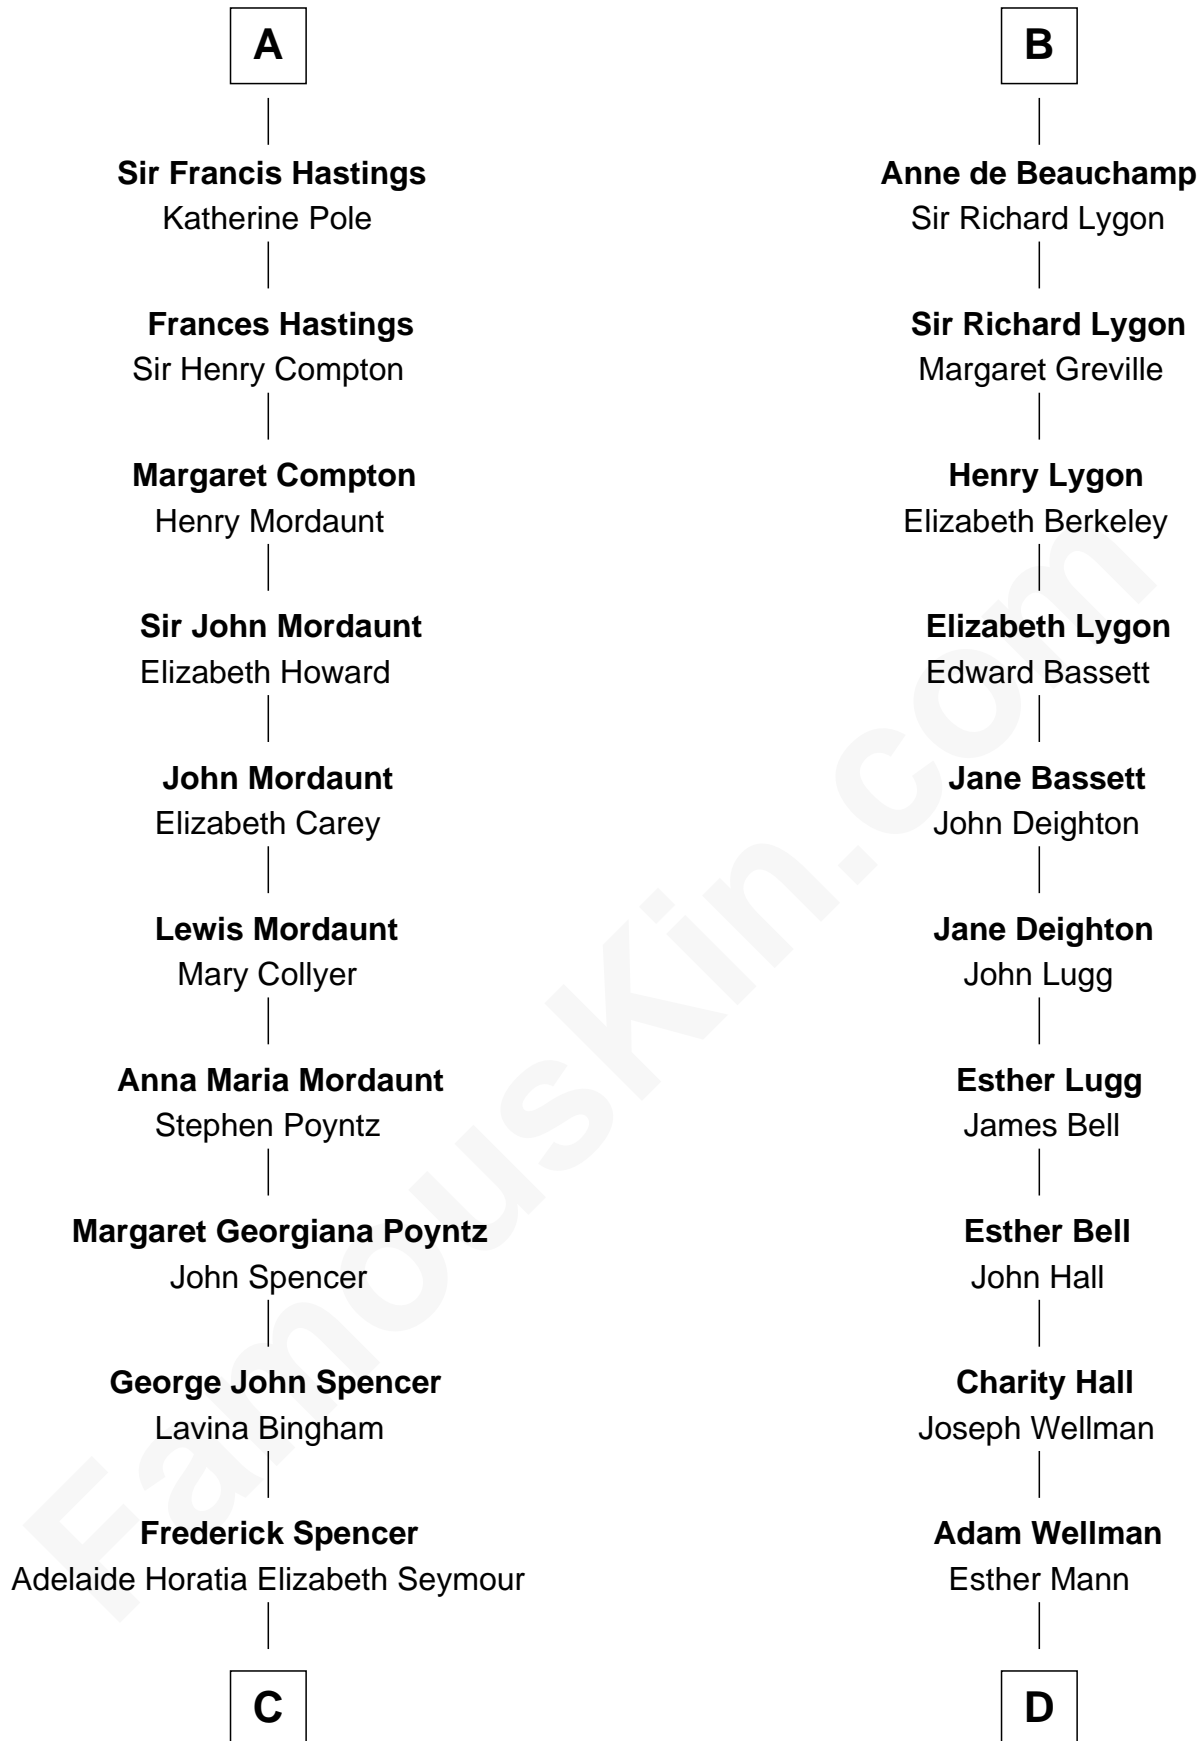 A
Sir Francis Hastings
Katherine Pole
Frances Hastings
Sir Henry Compton
Margaret Compton
Henry Mordaunt
Sir John Mordaunt
Elizabeth Howard
John Mordaunt
Elizabeth Carey
Lewis Mordaunt
Mary Collyer
Anna Maria Mordaunt
Stephen Poyntz
Margaret Georgiana Poyntz
John Spencer
George John Spencer
Lavina Bingham
Frederick Spencer
Adelaide Horatia Elizabeth Seymour
C
B
Anne de Beauchamp
Sir Richard Lygon
Sir Richard Lygon
Margaret Greville
Henry Lygon
Elizabeth Berkeley
Elizabeth Lygon
Edward Bassett
Jane Bassett
John Deighton
Jane Deighton
John Lugg
Esther Lugg
James Bell
Esther Bell
John Hall
Charity Hall
Joseph Wellman
Adam Wellman
Esther Mann
D
FamousKin.com